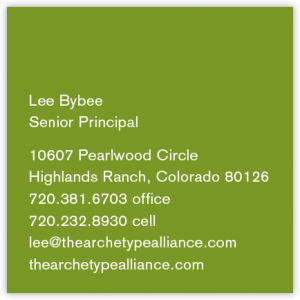 Lee Bybee
Senior Principal
10607 Pearlwood Circle
Highlands Ranch, Colorado 80126
720.381.6703 office
720.232.8930 cell
lee@thearchetypealliance.com
thearchetypealliance.com